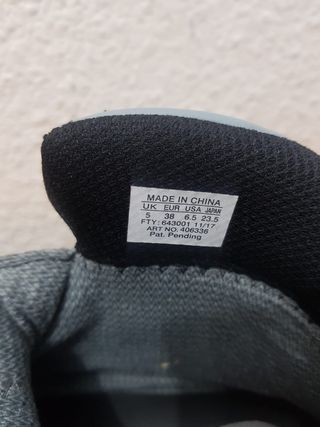 MADE IN CHINA
UK EUR USA JAPAN
5 38 6.5 23.5
FTY: 643001 11/17
ART NO. 406336
Pat. Pending